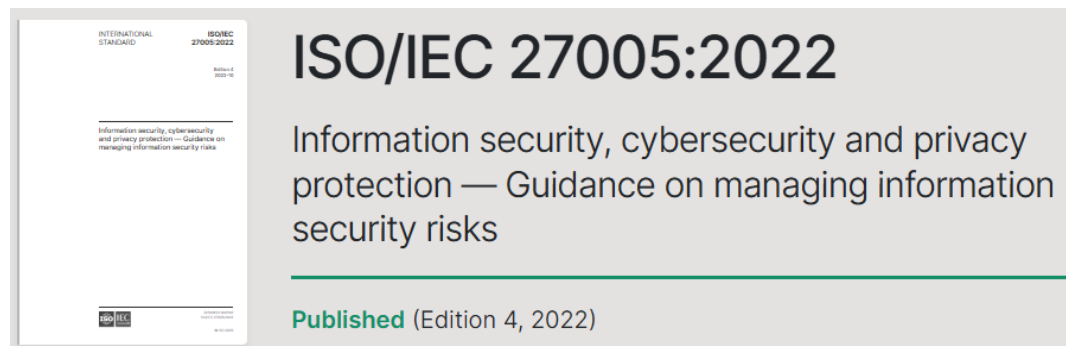 INTERNATIONAL STANDARD
ISO/IEC 27005:2022
Edition 4
2022-10
Information security, cybersecurity
and privacy protection — Guidance on
managing information security risks
ISO IEC
ISO/IEC 27005:2022
Information security, cybersecurity and privacy
protection — Guidance on managing information
security risks
Published (Edition 4, 2022)